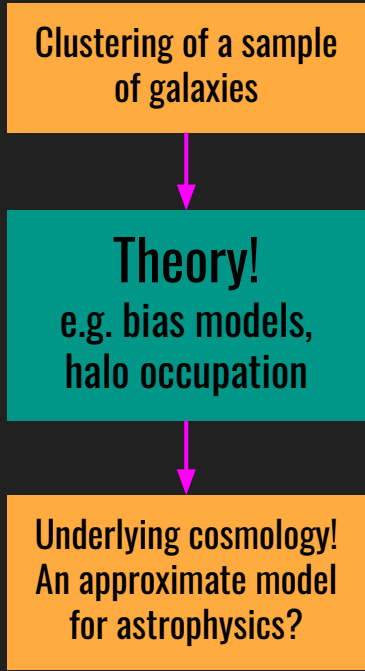 Clustering of a sample
of galaxies
Theory!
e.g. bias models,
halo occupation
Underlying cosmology!
An approximate model
for astrophysics?